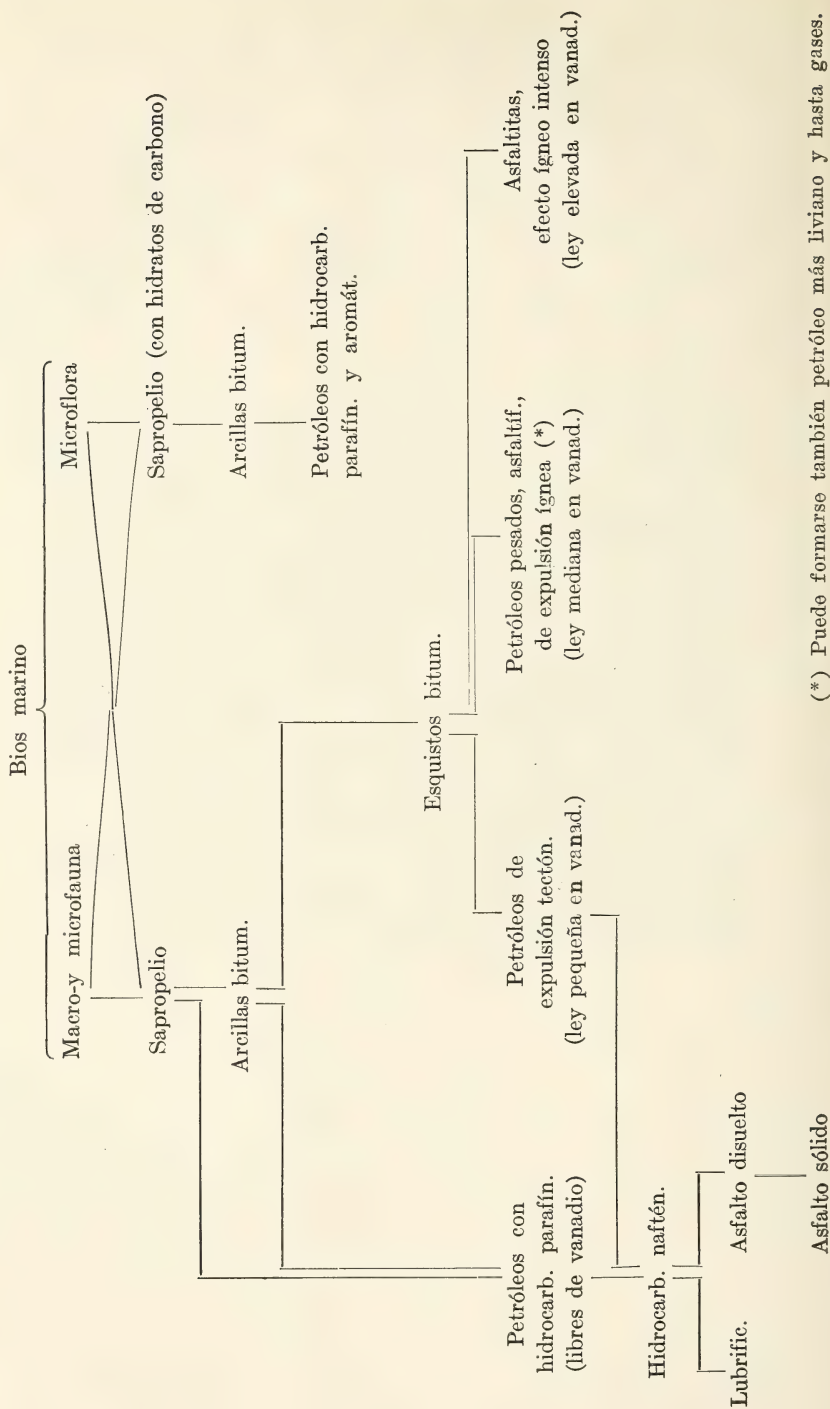 Bios marino
Macro-y microfauna
Microflora
Sapropelio
Sapropelio (con hidratos de carbono)
Arcillas bitum.
Arcillas bitum.
Petróleos con hidrocarb.
parafín. y aromát.
Esquistos bitum.
Petróleos con
hidrocarb. parafín.
(libres de vanadio)
Petróleos de
expulsión tectón.
(ley pequeña en vanad.)
Petróleos pesados, asfaltíf.,
de expulsión ígnea (*)
(ley mediana en vanad.)
Asfaltitas,
efecto ígneo intenso
(ley elevada en vanad.)
Hidrocarb. naftén.
Lubrific.
Asfalto disuelto
Asfalto sólido
(*) Puede formarse también petróleo más liviano y hasta gases.